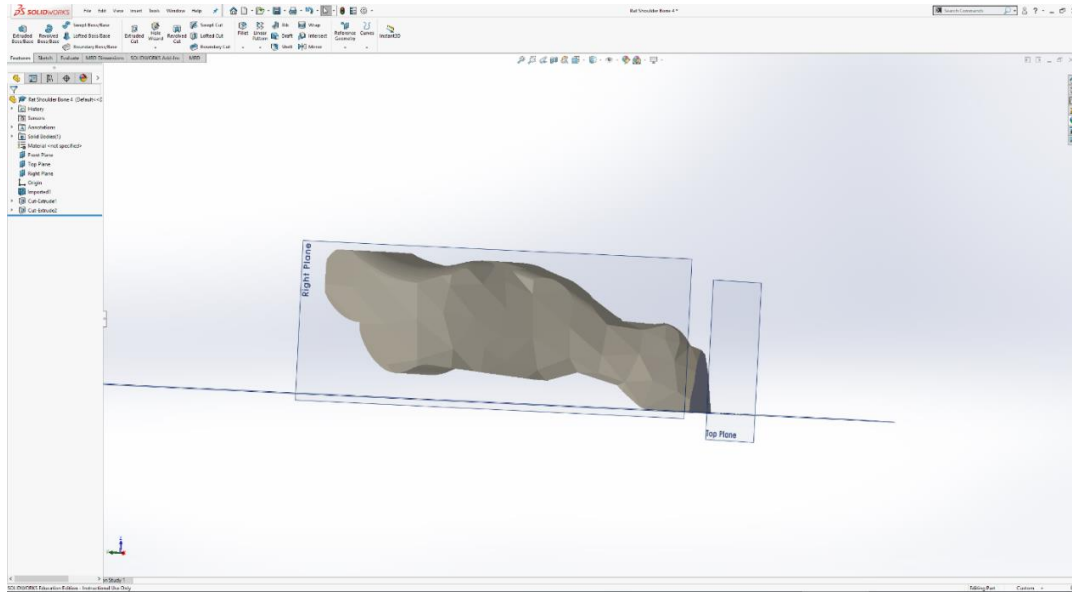 SOLIDWORKS File Edit View Insert Tools Window Help
Rat Shoulder Bone 4 *
Search Commands
Extruded Boss/Base
Revolved Boss/Base
Swept Boss/Base
Lofted Boss/Base
Boundary Boss/Base
Extruded Cut
Hole Wizard
Revolved Cut
Swept Cut
Lofted Cut
Boundary Cut
Fillet
Linear Pattern
Rib
Draft
Shell
Wrap
Intersect
Mirror
Reference Geometry
Curves
Instant3D
Features Sketch Evaluate MBD Dimensions SOLIDWORKS Add-Ins MBD
Rat Shoulder Bone 4 (Default<<D
History
Sensors
Annotations
Solid Bodies(1)
Material <not specified>
Front Plane
Top Plane
Right Plane
Origin
Imported1
Cut-Extrude1
Cut-Extrude2
Right Plane
Top Plane
on Study 1
SOLIDWORKS Education Edition - Instructional Use Only
Editing Part
Custom